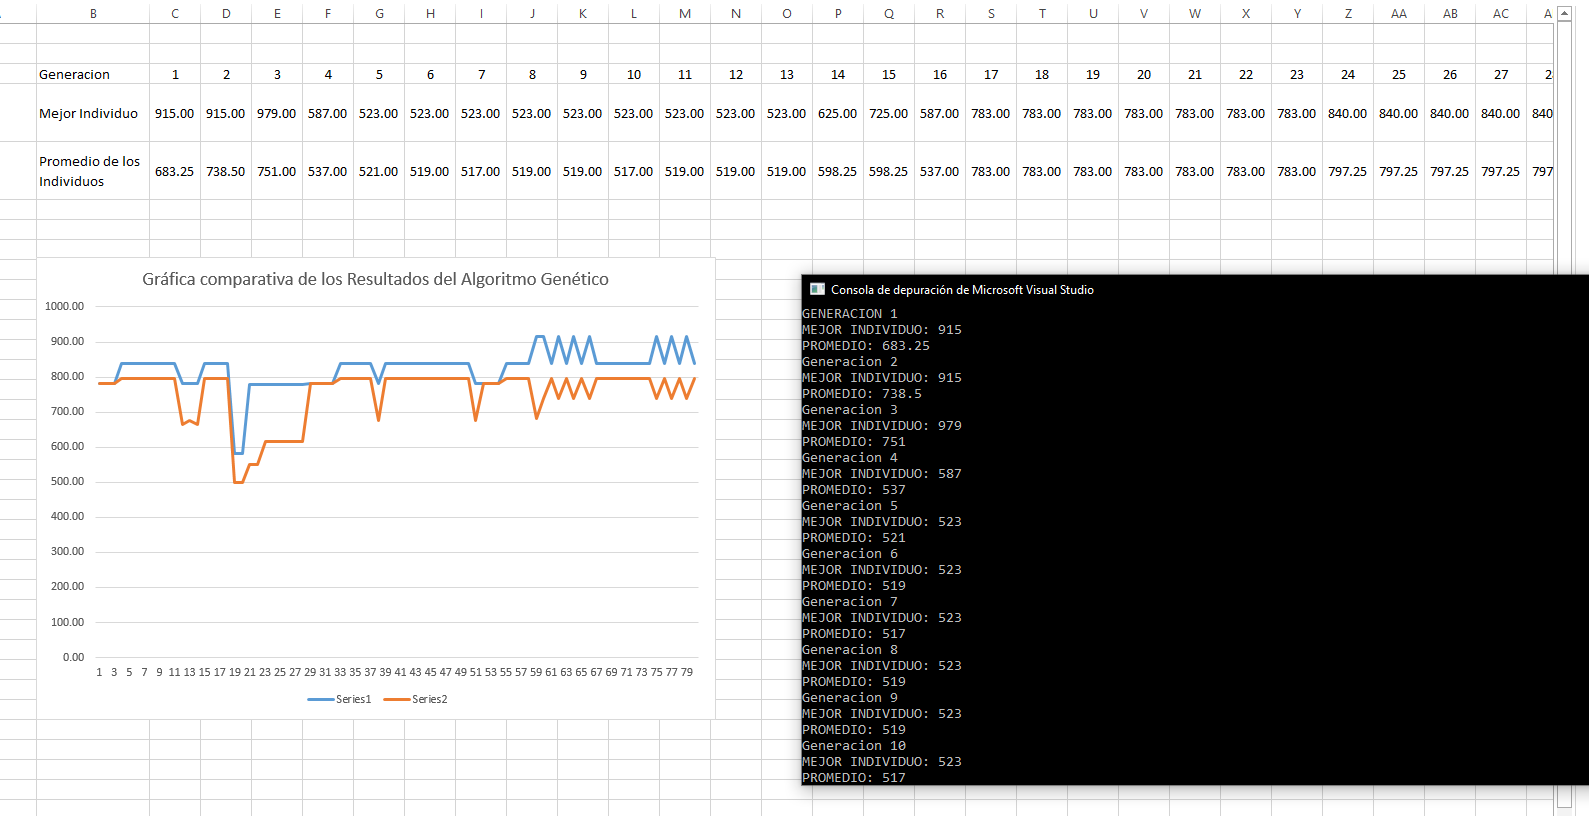 B C D E F G H I J K L M N O P Q R S T U V W X Y Z AA AB AC A
Generacion 1 2 3 4 5 6 7 8 9 10 11 12 13 14 15 16 17 18 19 20 21 22 23 24 25 26 27 2
Mejor Individuo 915.00 915.00 979.00 587.00 523.00 523.00 523.00 523.00 523.00 523.00 523.00 523.00 523.00 625.00 725.00 587.00 783.00 783.00 783.00 783.00 783.00 783.00 783.00 840.00 840.00 840.00 840.00 840
Promedio de los
Individuos 683.25 738.50 751.00 537.00 521.00 519.00 517.00 519.00 519.00 517.00 519.00 519.00 519.00 598.25 598.25 537.00 783.00 783.00 783.00 783.00 783.00 783.00 783.00 797.25 797.25 797.25 797.25 797
Gráfica comparativa de los Resultados del Algoritmo Genético
1000.00
900.00
800.00
700.00
600.00
500.00
400.00
300.00
200.00
100.00
0.00
1 3 5 7 9 11 13 15 17 19 21 23 25 27 29 31 33 35 37 39 41 43 45 47 49 51 53 55 57 59 61 63 65 67 69 71 73 75 77 79
Series1 Series2
Consola de depuración de Microsoft Visual Studio
GENERACION 1
MEJOR INDIVIDUO: 915
PROMEDIO: 683.25
Generacion 2
MEJOR INDIVIDUO: 915
PROMEDIO: 738.5
Generacion 3
MEJOR INDIVIDUO: 979
PROMEDIO: 751
Generacion 4
MEJOR INDIVIDUO: 587
PROMEDIO: 537
Generacion 5
MEJOR INDIVIDUO: 523
PROMEDIO: 521
Generacion 6
MEJOR INDIVIDUO: 523
PROMEDIO: 519
Generacion 7
MEJOR INDIVIDUO: 523
PROMEDIO: 517
Generacion 8
MEJOR INDIVIDUO: 523
PROMEDIO: 519
Generacion 9
MEJOR INDIVIDUO: 523
PROMEDIO: 519
Generacion 10
MEJOR INDIVIDUO: 523
PROMEDIO: 517